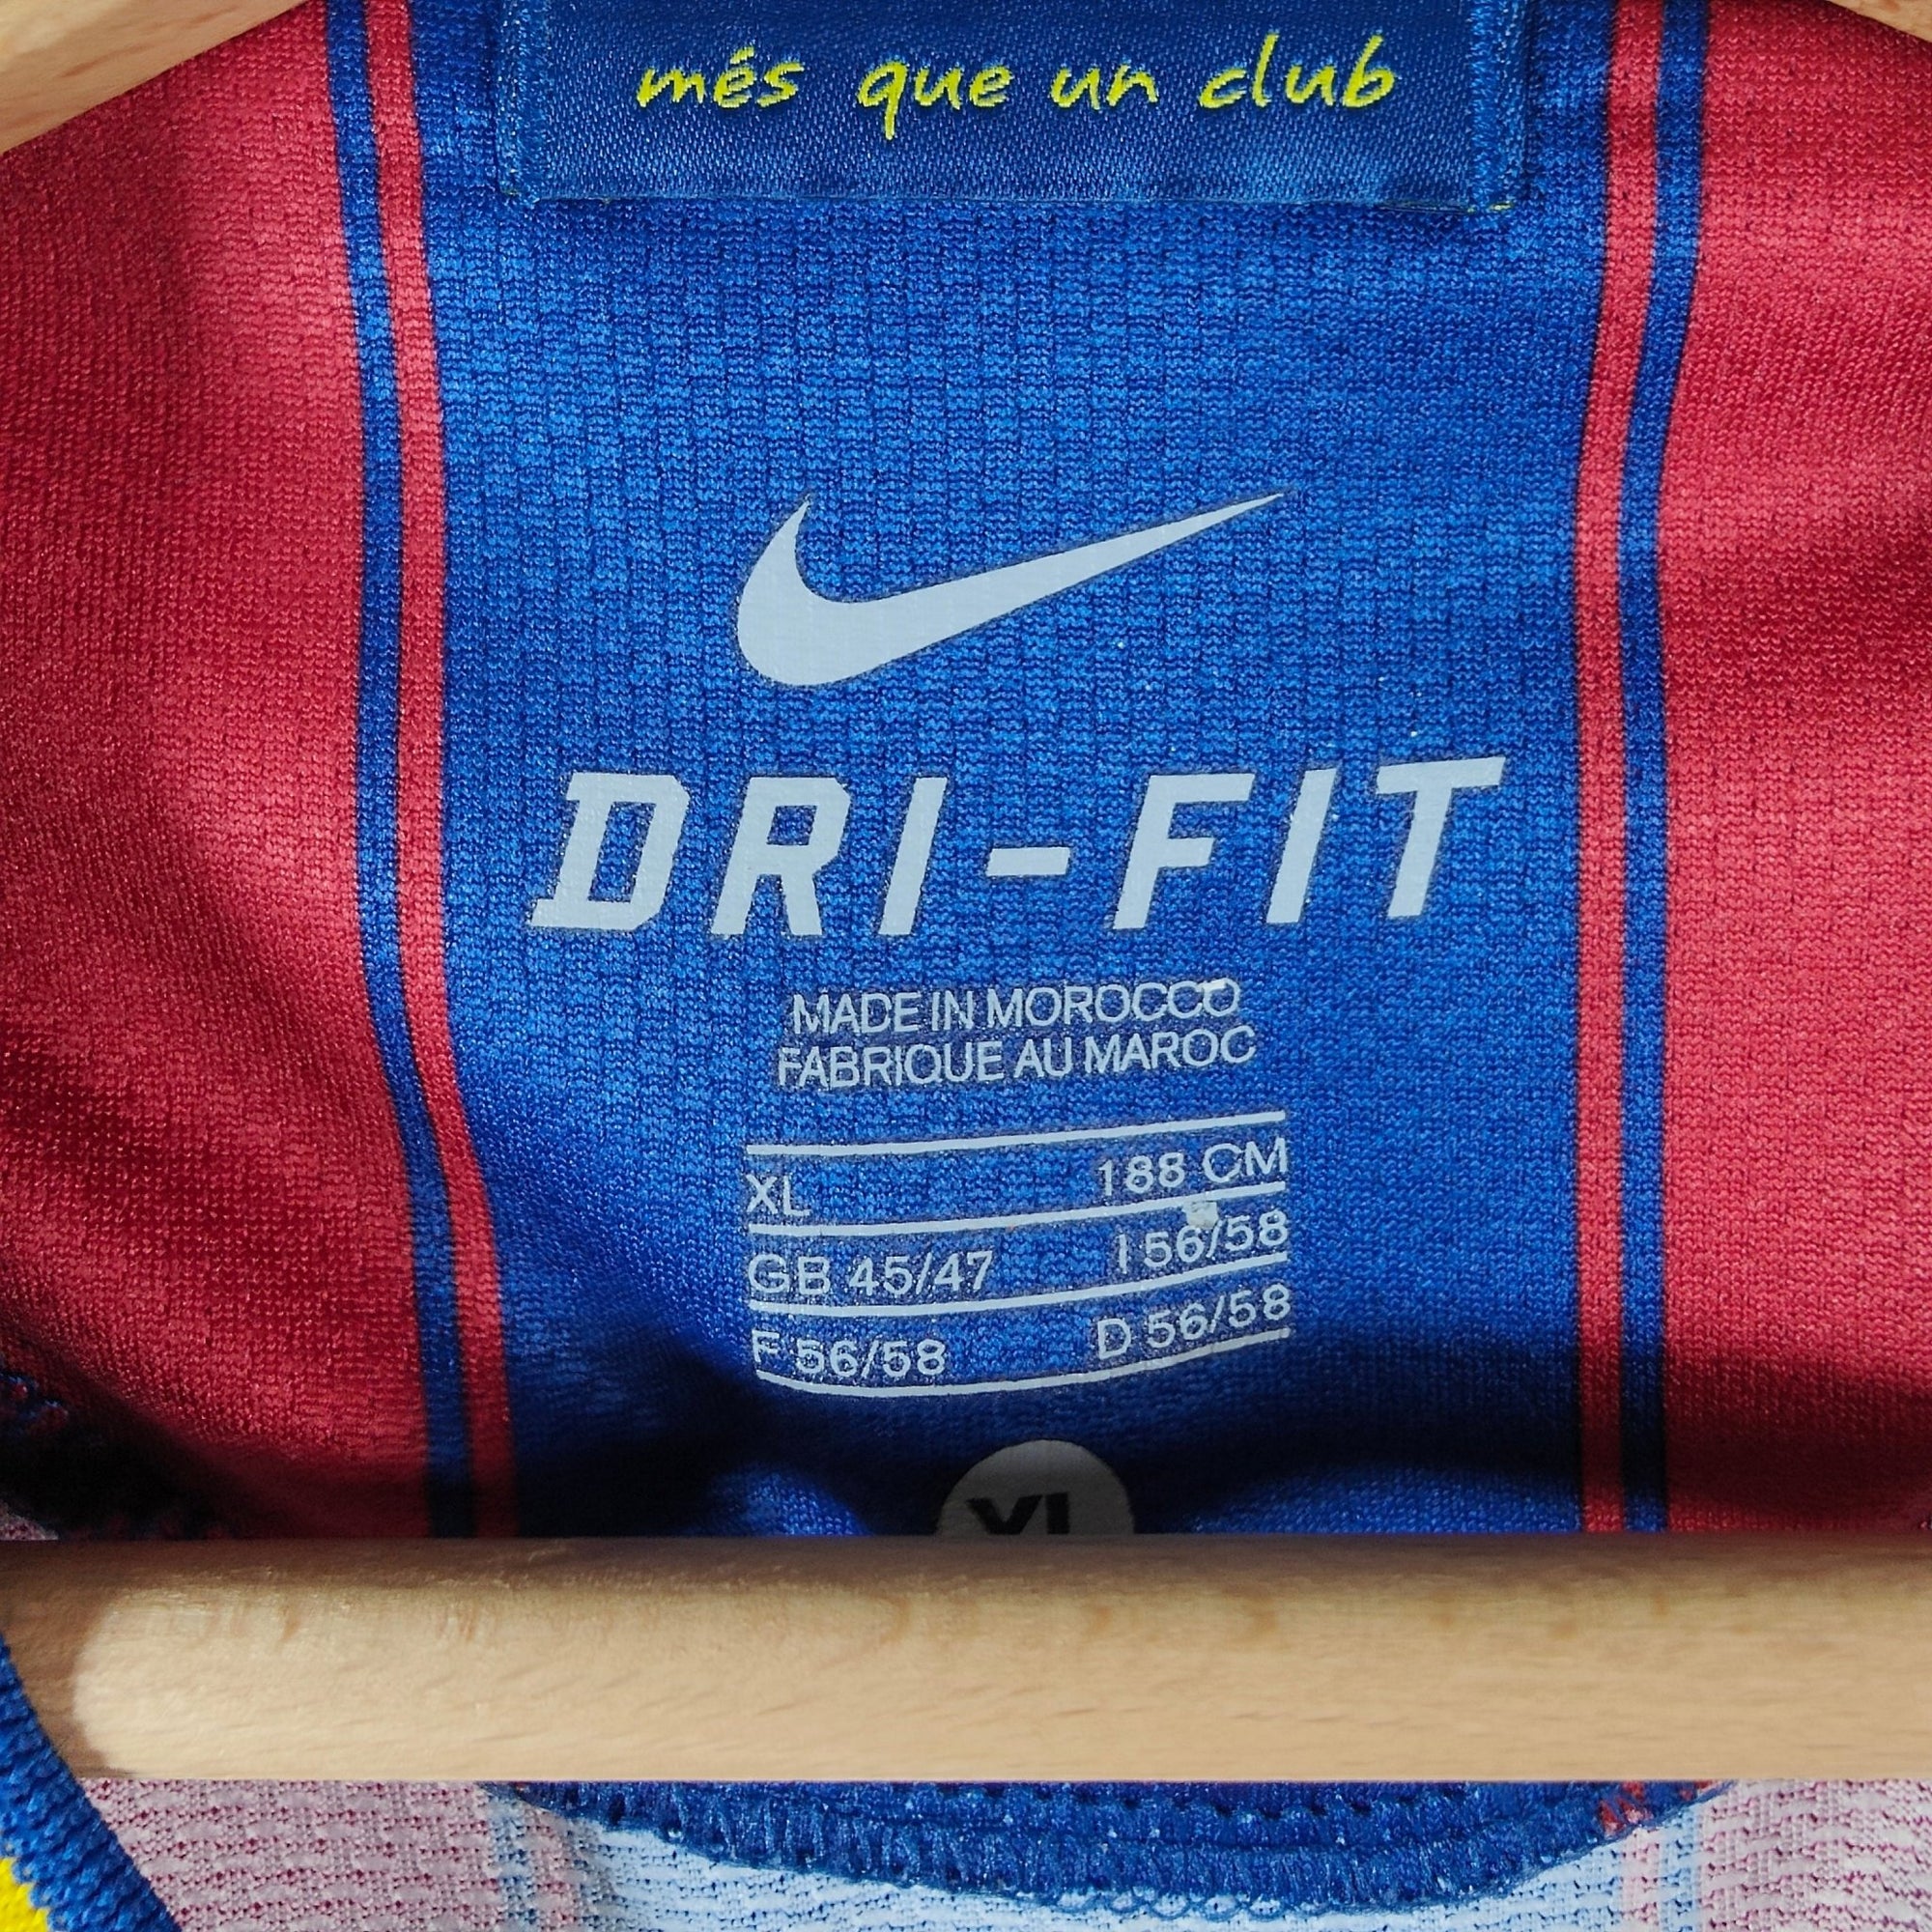 més que un club
DRI-FIT
MADE IN MOROCCO
FABRIQUE AU MAROC
XL 188 CM
GB 45/47 I 56/58
F 56/58 D 56/58
XL